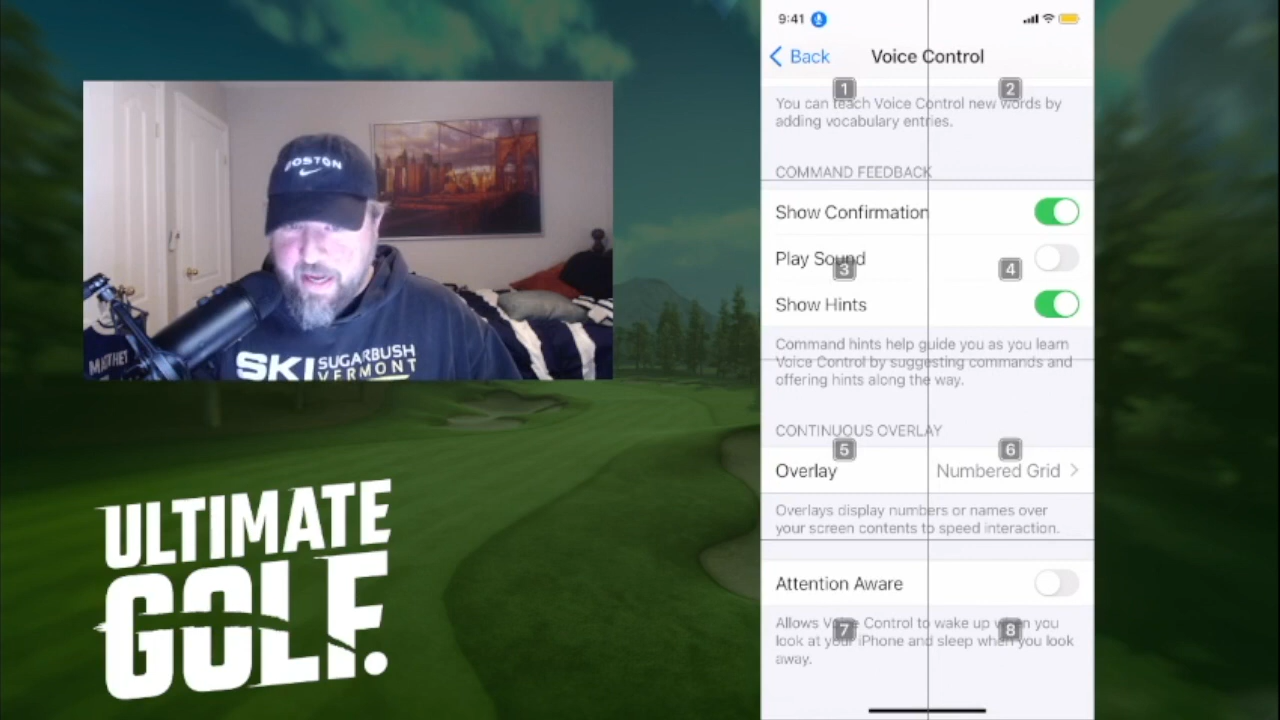 BOSTON
SKI SUGARBUSH
VERMONT
ULTIMATE
GOLF.
9:41
Back
Voice Control
1
2
You can teach Voice Control new words by
adding vocabulary entries.
COMMAND FEEDBACK
Show Confirmation
Play Sound
3
4
Show Hints
Command hints help guide you as you learn
Voice Control by suggesting commands and
offering hints along the way.
CONTINUOUS OVERLAY
5
6
Overlay
Numbered Grid
Overlays display numbers or names over
your screen contents to speed interaction.
Attention Aware
Allows Voice Control to wake up when you
7
8
look at your iPhone and sleep when you look
away.